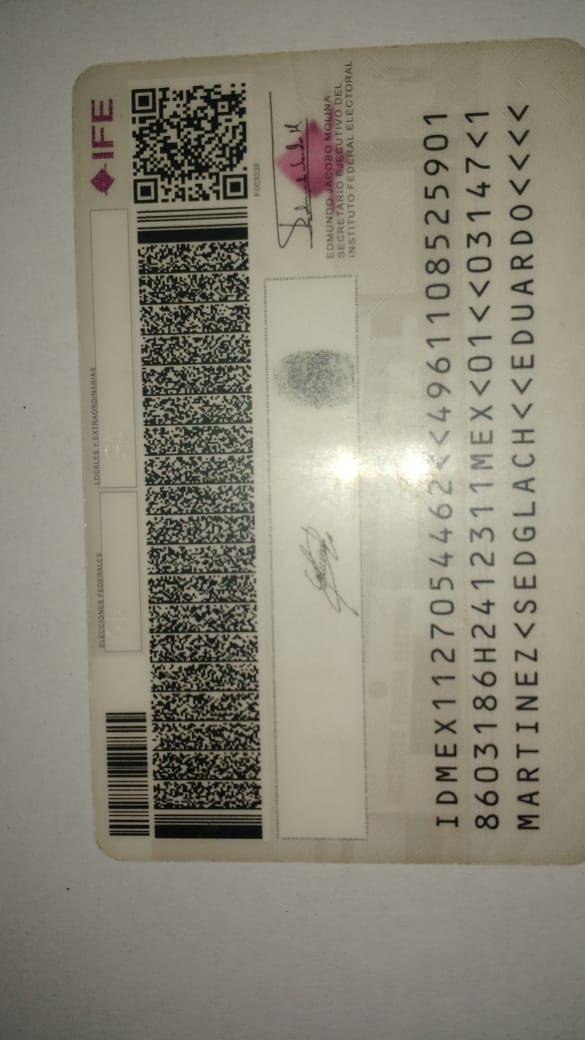 ELECCIONES FEDERALES
LOCALES Y EXTRAORDINARIAS
IFE
EDMUNDO JACOBO MOLINA
SECRETARIO EJECUTIVO DEL
INSTITUTO FEDERAL ELECTORAL
IDMEX1127054462<<4961108525901
8603186H2412311MEX<01<<03147<1
MARTINEZ<SEDGLACH<<EDUARDO<<<<